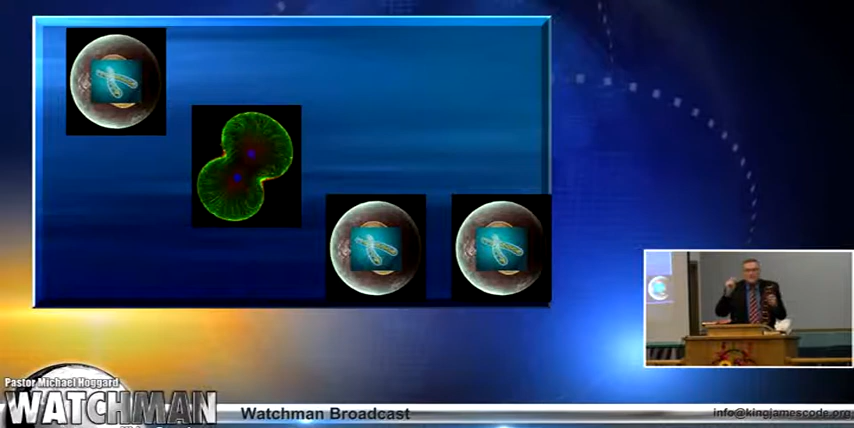 Pastor Michael Hoggard
WATCHMAN
Watchman Broadcast
info@kingjamescode.org